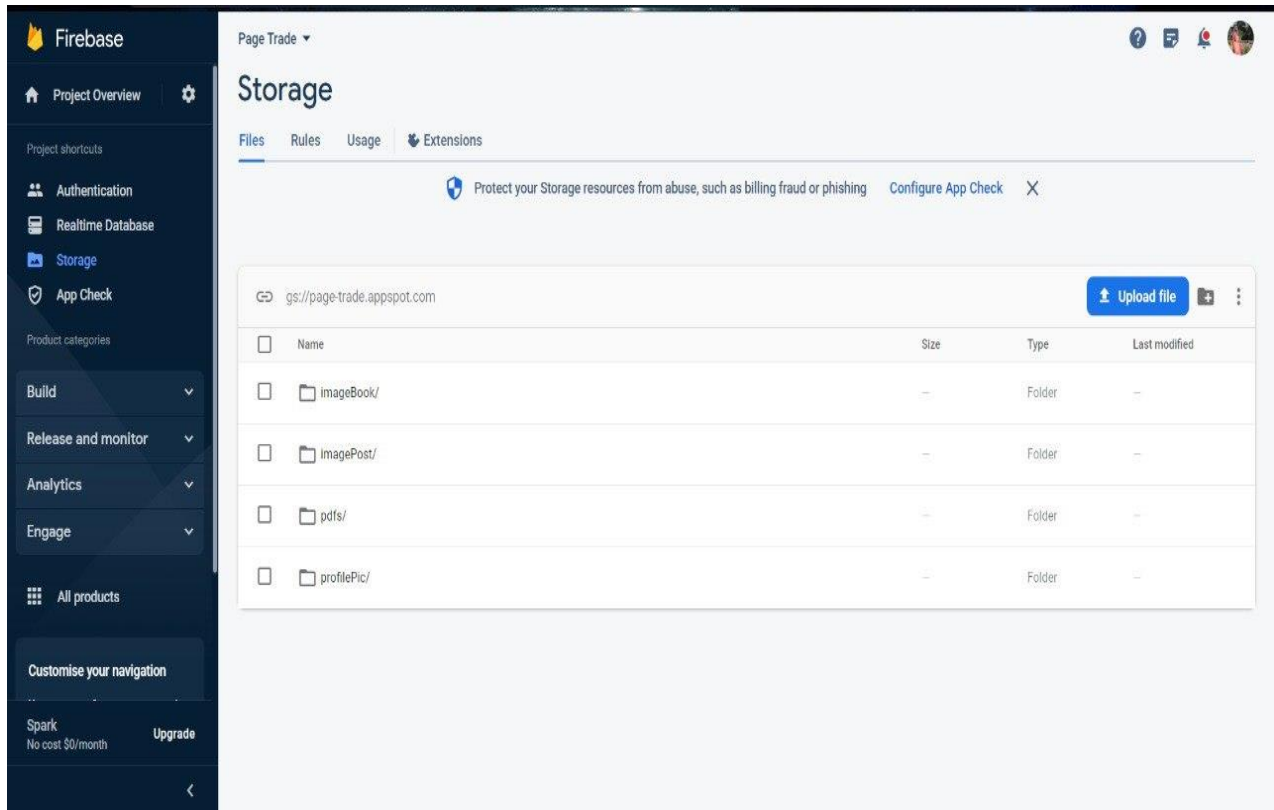 Firebase
Page Trade
Project Overview
Storage
Project shortcuts
Files Rules Usage Extensions
Authentication
Protect your Storage resources from abuse, such as billing fraud or phishing Configure App Check
Realtime Database
Storage
App Check
gs://page-trade.appspot.com Upload file
Product categories
Name Size Type Last modified
Build
imageBook/ – Folder –
Release and monitor
imagePost/ – Folder –
Analytics
pdfs/ – Folder –
Engage
profilePic/ – Folder –
All products
Customise your navigation
Spark
No cost $0/month
Upgrade